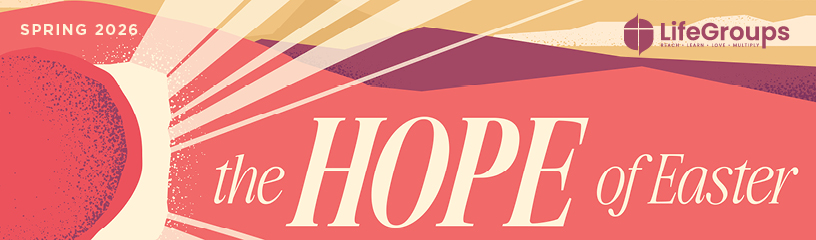 SPRING 2026
LifeGroups
REACH • LEARN • LOVE • MULTIPLY
the HOPE of Easter